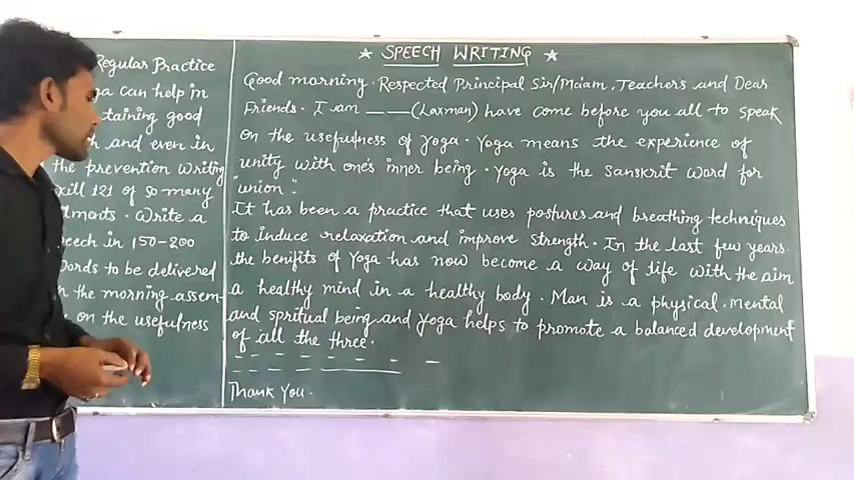 Regular Practice
ga can help in
taining good
h and even in
the prevention writing
skill 121 of so many
lments. Write a
peech in 150-200
words to be delivered
n the morning assem-
on the usefulness
★ SPEECH WRITING ★
Good morning. Respected Principal Sir/Ma'am, Teachers and Dear
Friends. I am ____ (Laxman) have come before you all to speak
on the usefulness of yoga. Yoga means the experience of
unity with one's inner being. Yoga is the Sanskrit word for
"union".
It has been a practice that uses postures and breathing techniques
to induce relaxation and improve strength. In the last few years.
the benifits of Yoga has now become a way of life with the aim
a healthy mind in a healthy body. Man is a physical, mental
and spritual being and Yoga helps to promote a balanced development
of all the three.
Thank You.